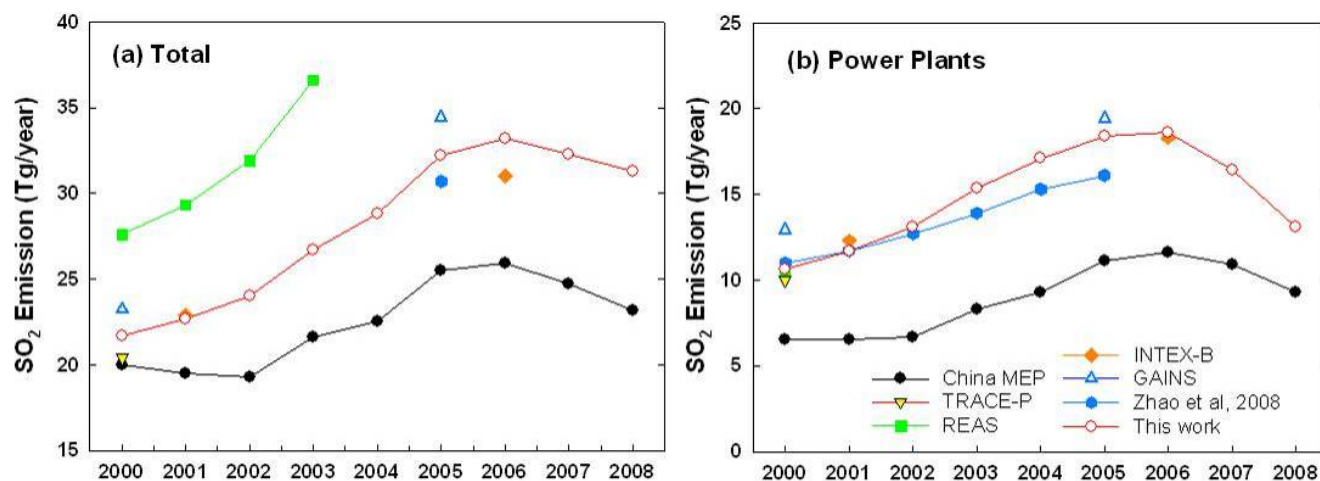 (a) Total
SO2 Emission (Tg/year)
40
35
30
25
20
15
2000 2001 2002 2003 2004 2005 2006 2007 2008
(b) Power Plants
SO2 Emission (Tg/year)
25
20
15
10
5
0
China MEP
TRACE-P
REAS
INTEX-B
GAINS
Zhao et al, 2008
This work
2000 2001 2002 2003 2004 2005 2006 2007 2008